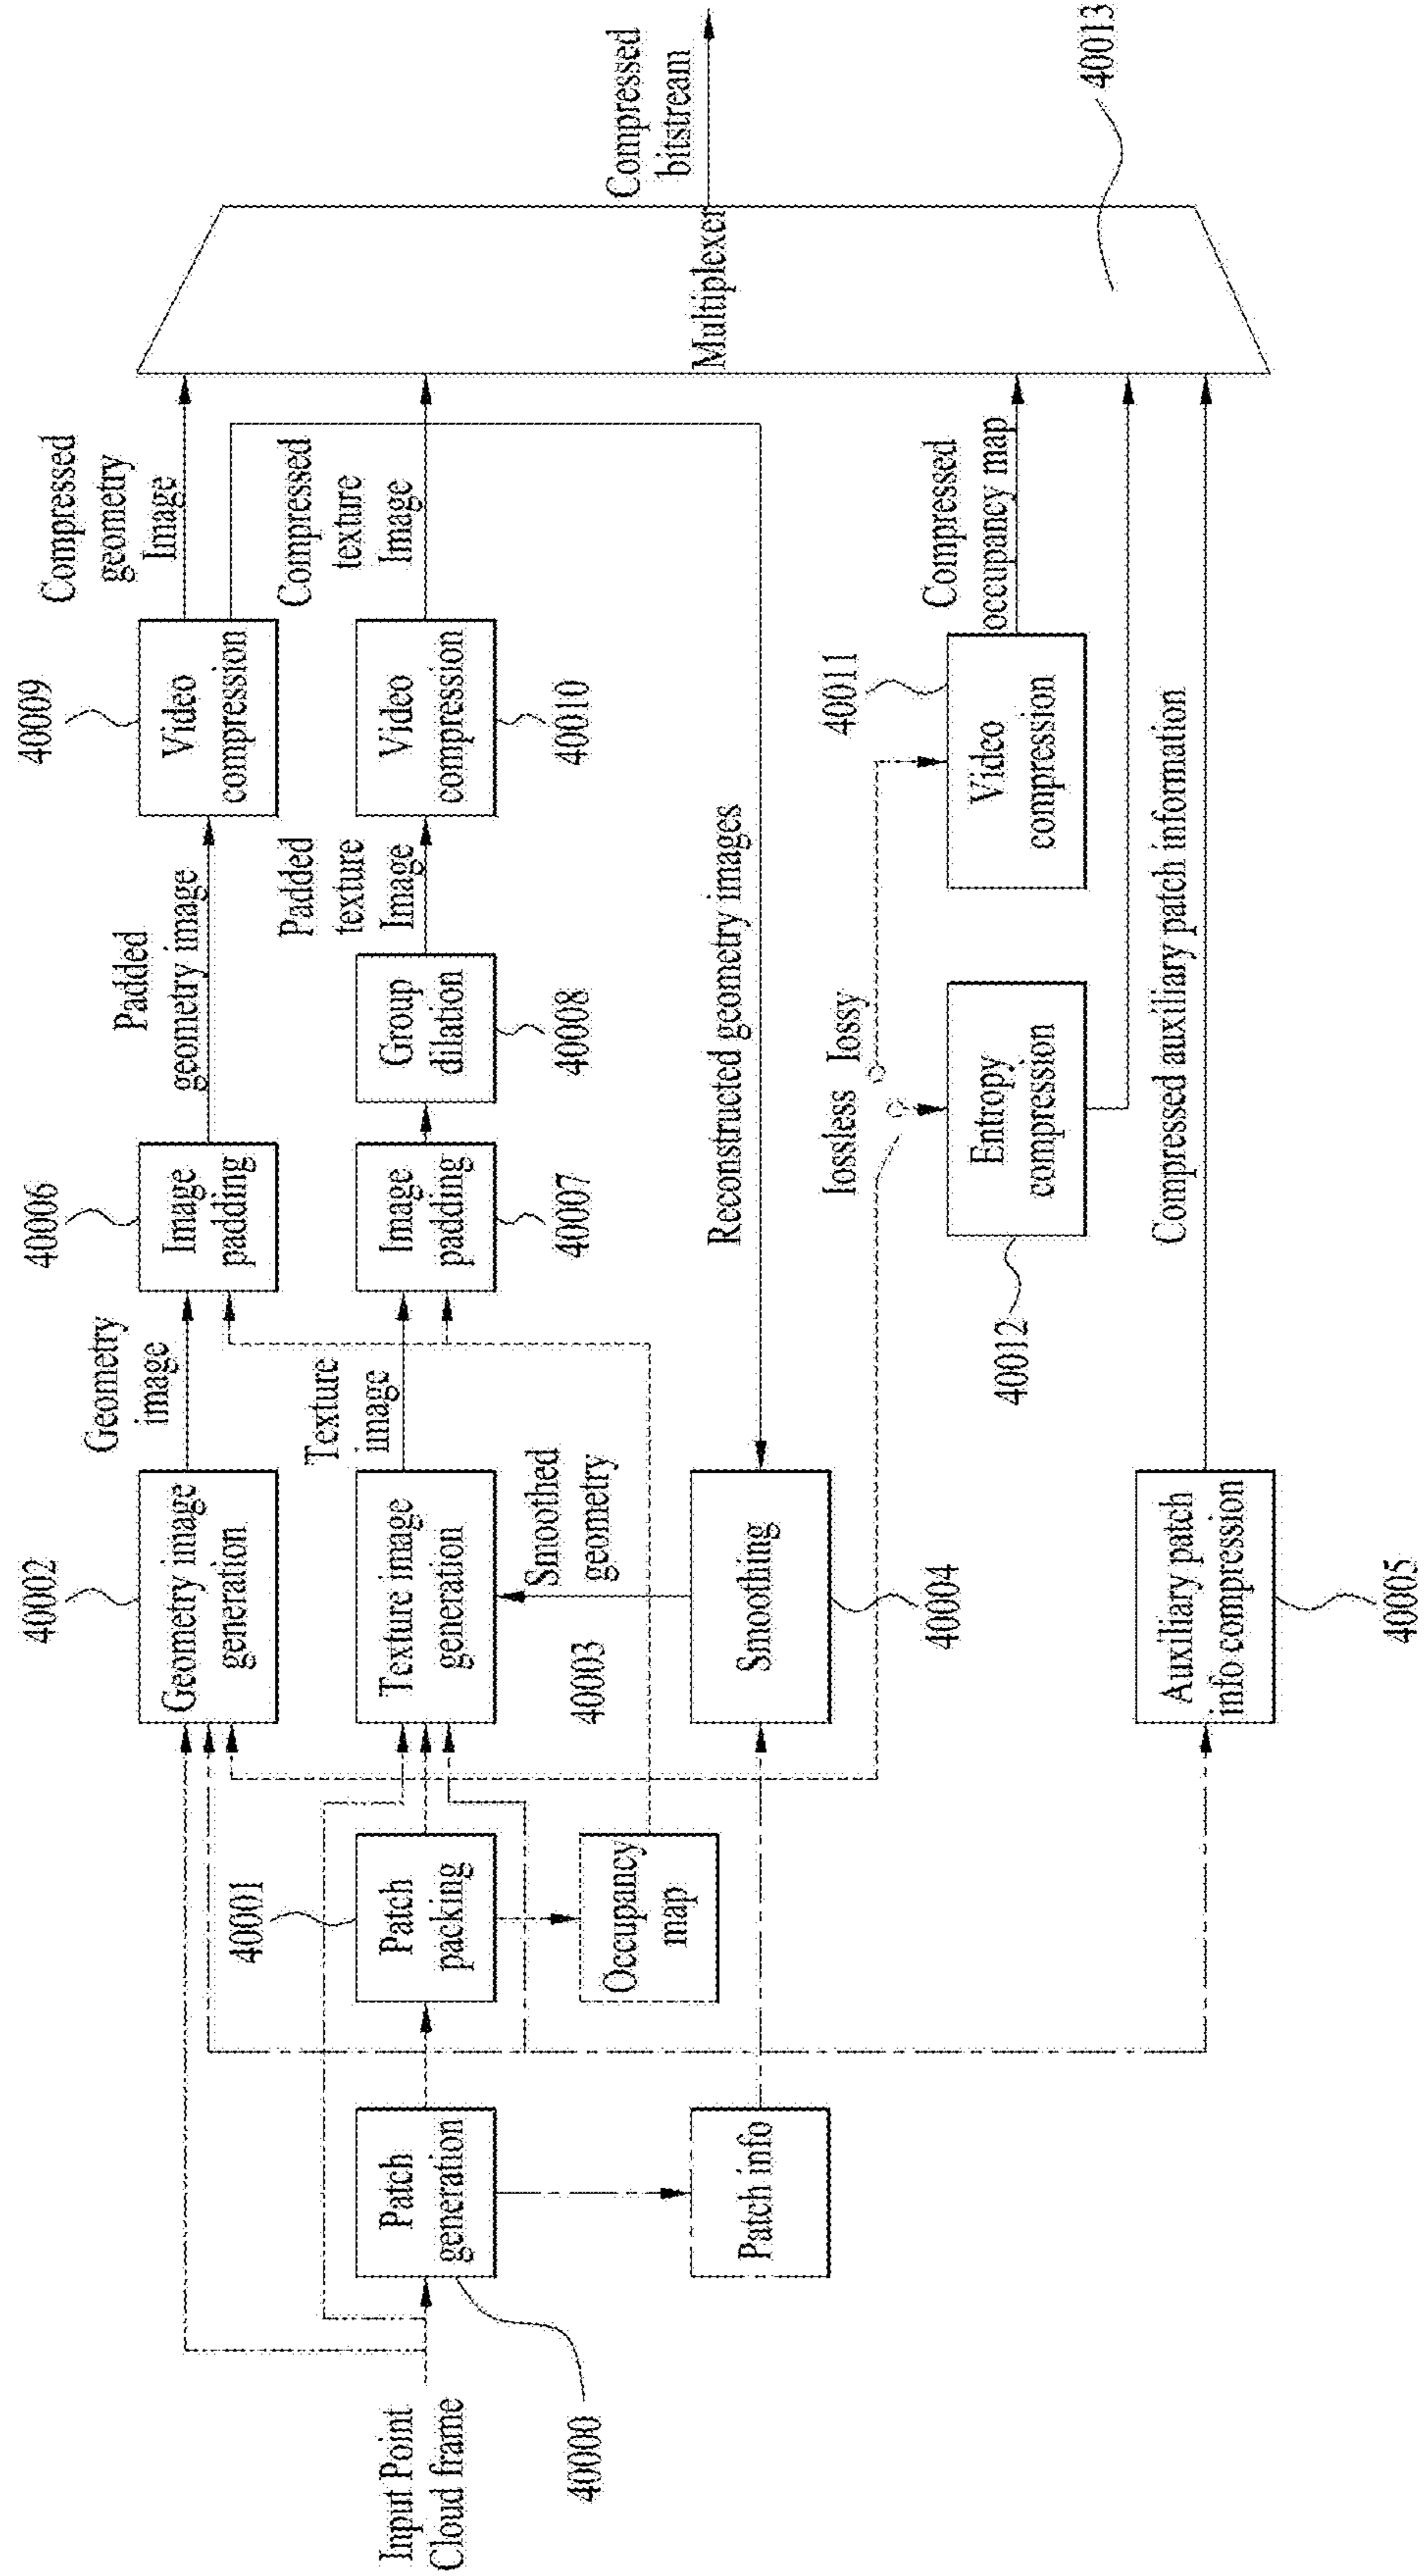 Input Point
Cloud frame
40000
Patch
generation
Patch info
40001
Patch
packing
Occupancy
map
40002
Geometry image
generation
Texture image
generation
40003
Smoothed
geometry
Smoothing
40004
Auxiliary patch
info compression
40005
Geometry
image
Texture
image
40006
Image
padding
Image
padding
40007
Group
dilation
40008
Padded
geometry image
Padded
texture
Image
40009
Video
compression
Video
compression
40010
Reconstructed geometry images
lossless
lossy
40011
Video
compression
Entropy
compression
40012
Compressed auxiliary patch information
Compressed
geometry
Image
Compressed
texture
Image
Compressed
occupancy map
Multiplexer
40013
Compressed
bitstream